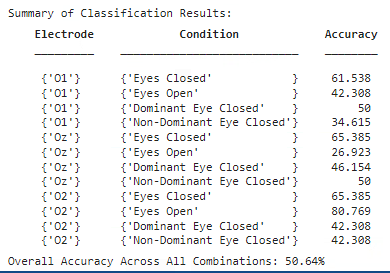 Summary of Classification Results:
Electrode Condition Accuracy
{'O1'} {'Eyes Closed' } 61.538
{'O1'} {'Eyes Open' } 42.308
{'O1'} {'Dominant Eye Closed' } 50
{'O1'} {'Non-Dominant Eye Closed'} 34.615
{'Oz'} {'Eyes Closed' } 65.385
{'Oz'} {'Eyes Open' } 26.923
{'Oz'} {'Dominant Eye Closed' } 46.154
{'Oz'} {'Non-Dominant Eye Closed'} 50
{'O2'} {'Eyes Closed' } 65.385
{'O2'} {'Eyes Open' } 80.769
{'O2'} {'Dominant Eye Closed' } 42.308
{'O2'} {'Non-Dominant Eye Closed'} 42.308
Overall Accuracy Across All Combinations: 50.64%